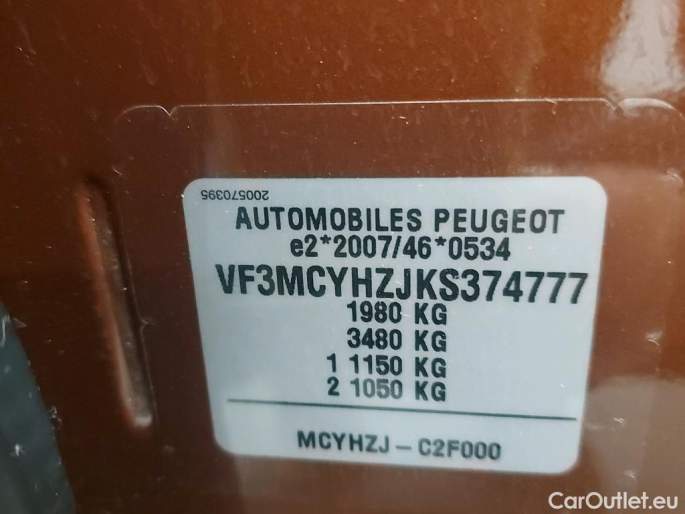 200570395
AUTOMOBILES PEUGEOT
e2*2007/46*0534
VF3MCYHZJKS374777
1980 KG
3480 KG
1 1150 KG
2 1050 KG
MCYHZJ – C2F000
CarOutlet.eu